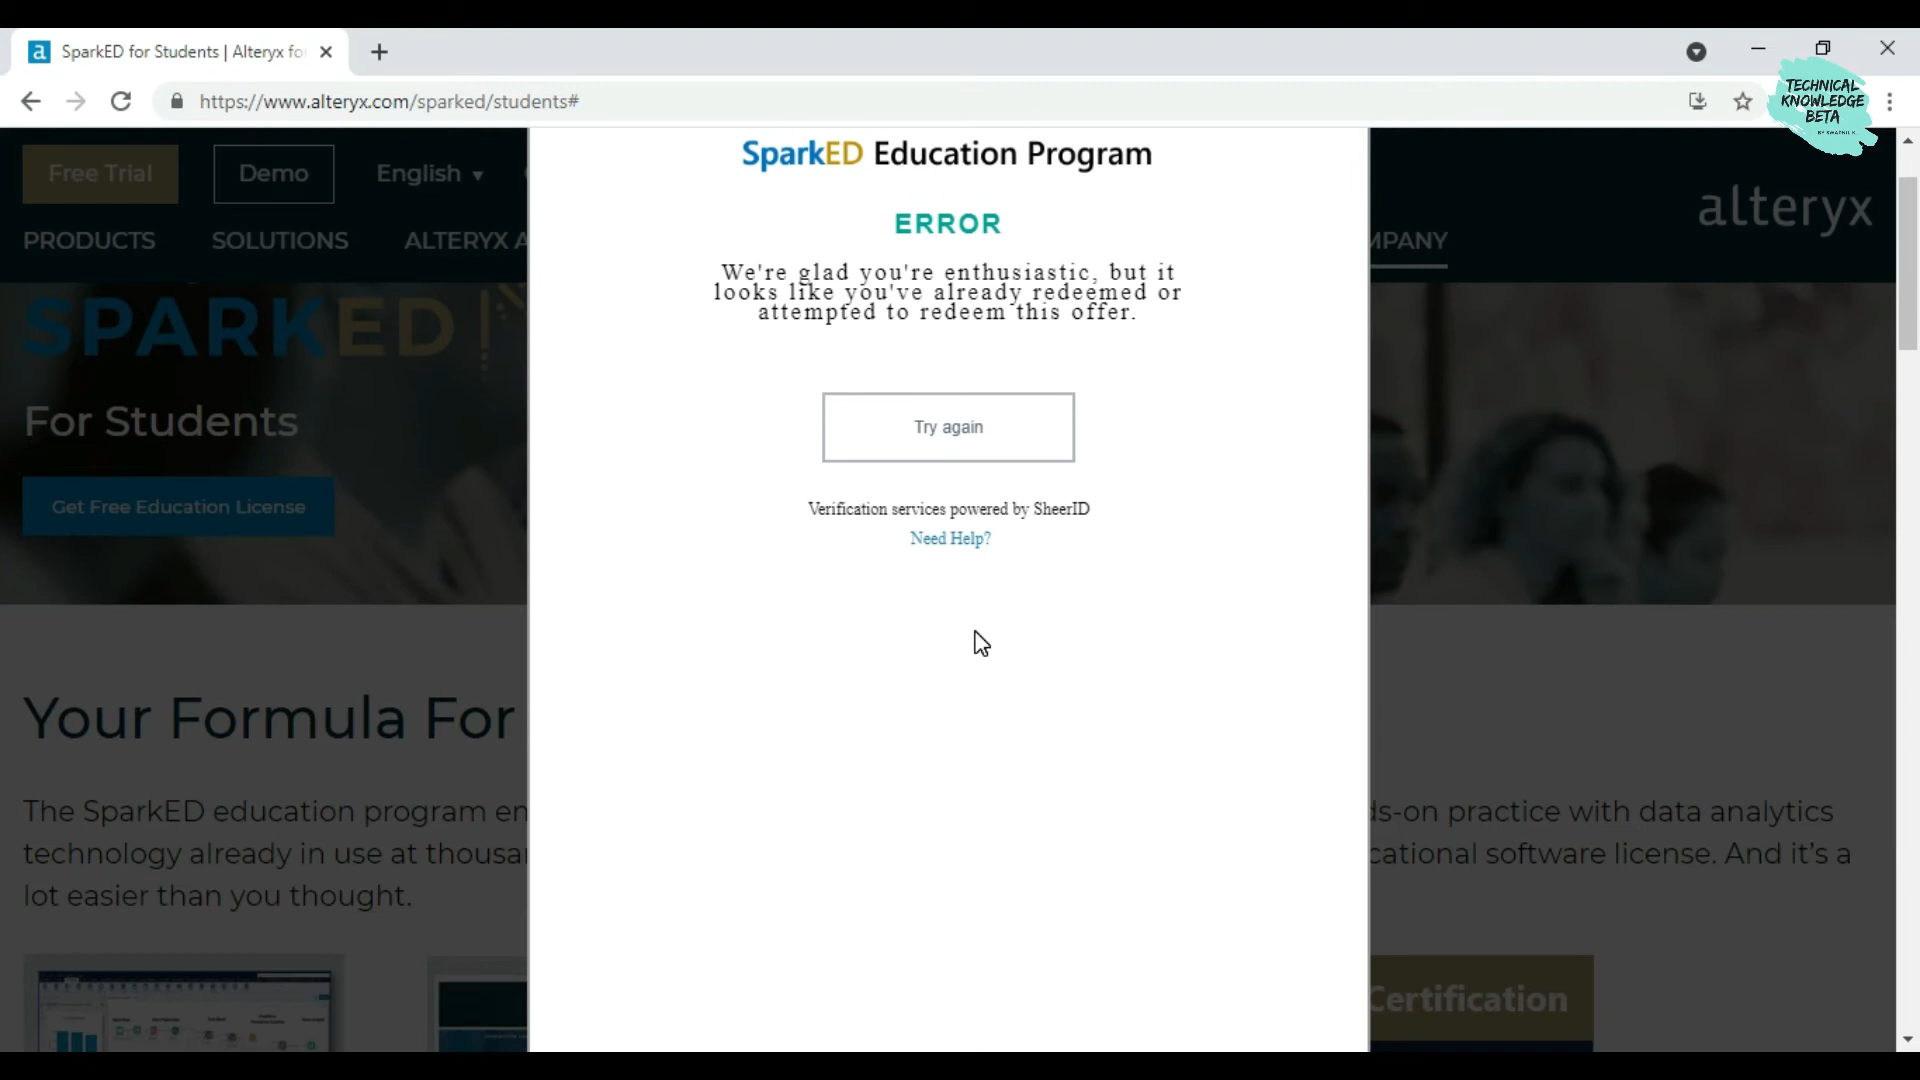 SparkED for Students | Alteryx fo
https://www.alteryx.com/sparked/students#
TECHNICAL
KNOWLEDGE
BETA
Free Trial
Demo
English
SparkED Education Program
alteryx
PRODUCTS
SOLUTIONS
ALTERYX A
MPANY
ERROR
We're glad you're enthusiastic, but it
looks like you've already redeemed or
attempted to redeem this offer.
SPARKED
For Students
Try again
Get Free Education License
Verification services powered by SheerID
Need Help?
Your Formula For
The SparkED education program en
ds-on practice with data analytics
technology already in use at thousa
cational software license. And it's a
lot easier than you thought.
Certification